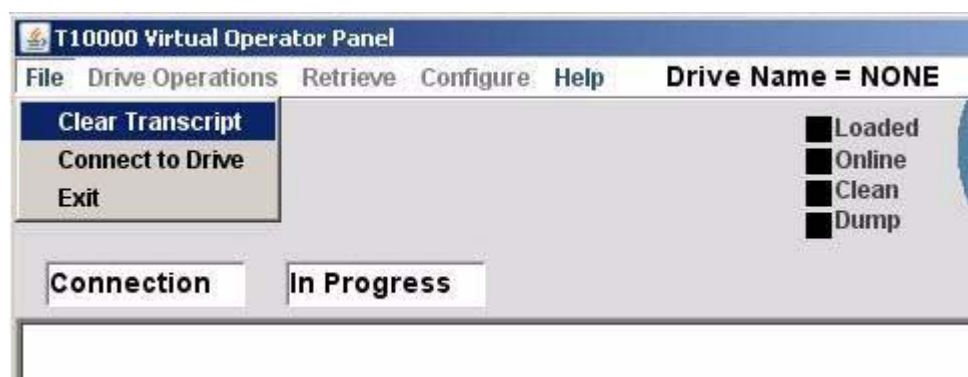 T10000 Virtual Operator Panel
File Drive Operations Retrieve Configure Help Drive Name = NONE
Clear Transcript
Connect to Drive
Exit
Loaded
Online
Clean
Dump
Connection In Progress